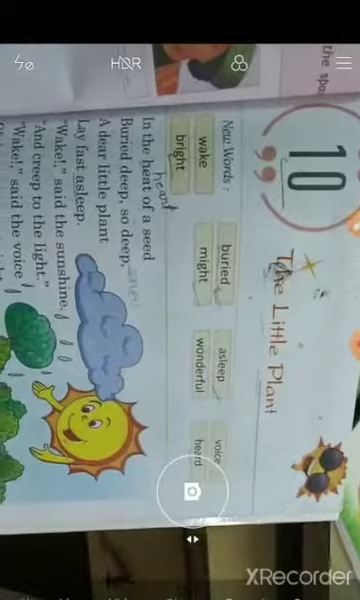 HDR
the spo
10
The Little Plant
New Words :
wake buried asleep voice
bright might wonderful heard
heart
In the heat of a seed
Buried deep, so deep,
A dear little plant
Lay fast asleep.
"Wake!," said the sunshine.
"And creep to the light."
"Wake!," said the voice
XRecorder